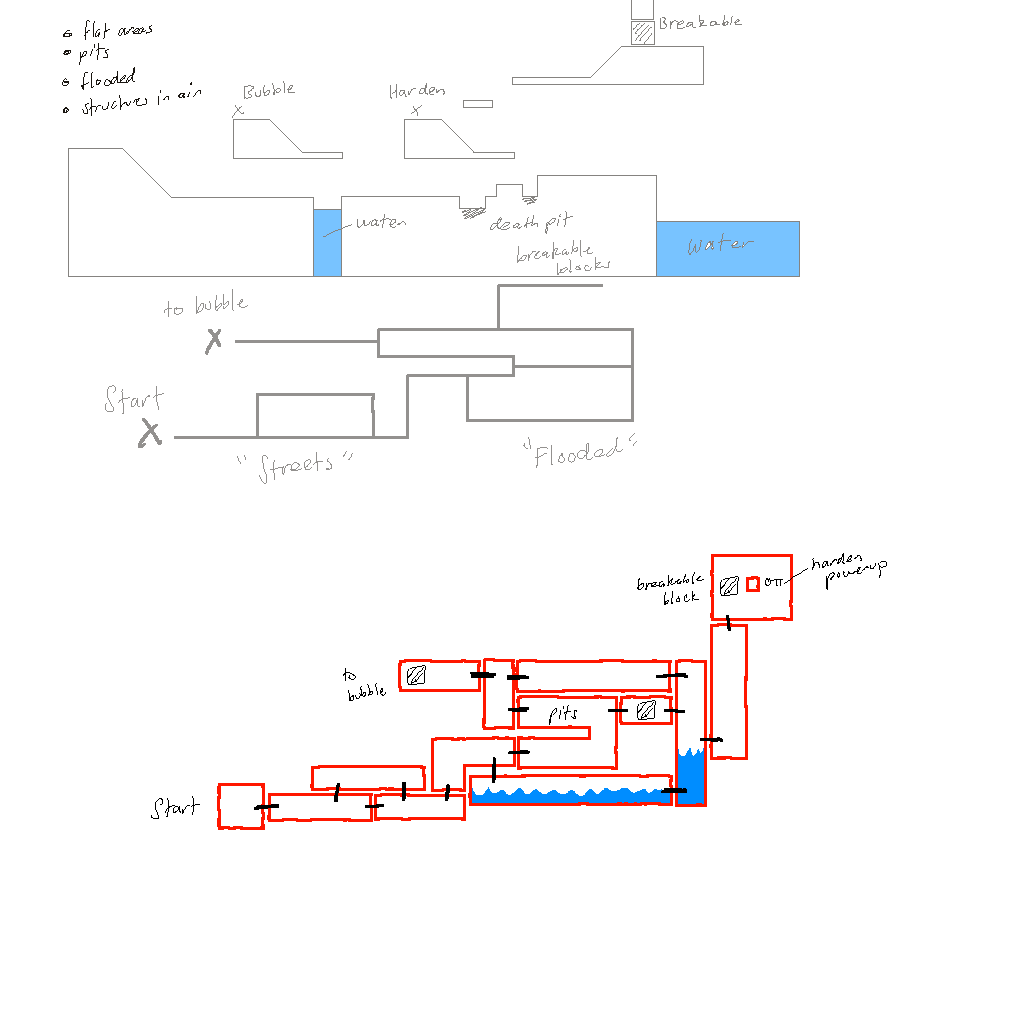 flat areas
pits
flooded
structures in air
Breakable
Bubble
X
Harden
X
water
death pit
breakable
blocks
Water
to bubble
X
Start
X
"Streets"
"Flooded"
harden
powerup
breakable
block
to
bubble
pits
Start